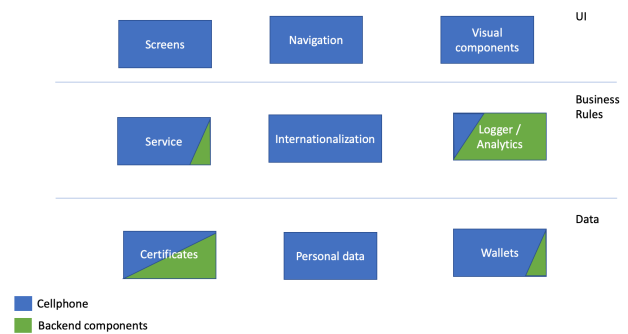 UI
Screens
Navigation
Visual
components
Business
Rules
Service
Internationalization
Logger /
Analytics
Data
Certificates
Personal data
Wallets
Cellphone
Backend components